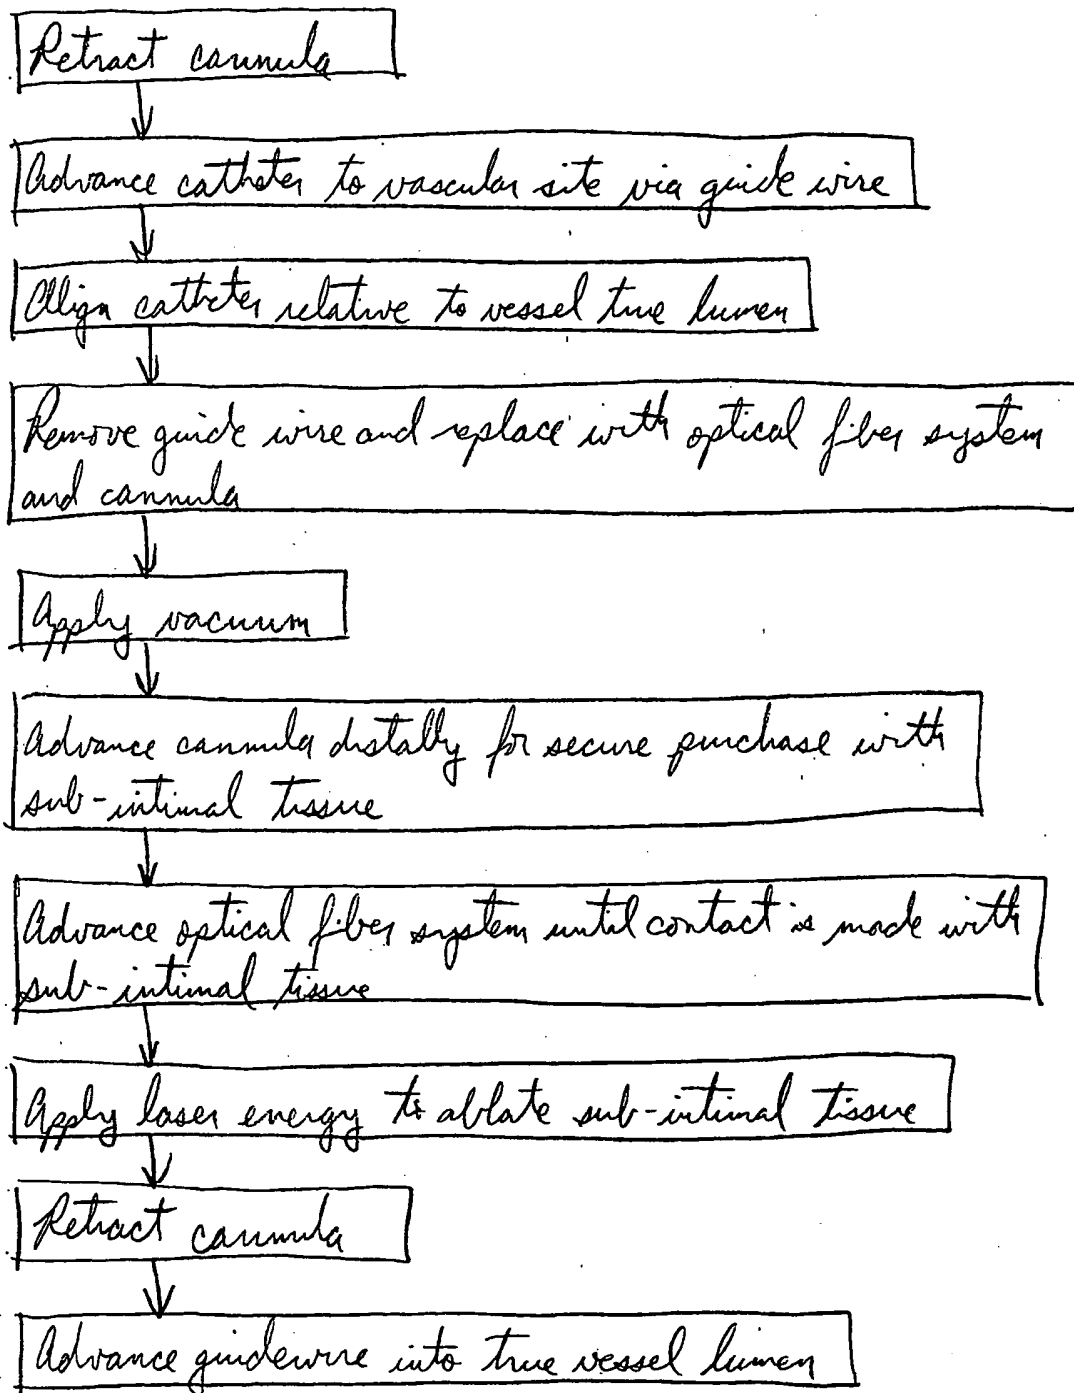 Retract cannula
Advance catheter to vascular site via guide wire
Align catheter relative to vessel true lumen
Remove guide wire and replace with optical fiber system
and cannula
Apply vacuum
Advance cannula distally for secure purchase with
sub-intimal tissue
Advance optical fiber system until contact is made with
sub-intimal tissue
Apply laser energy to ablate sub-intimal tissue
Retract cannula
Advance guidewire into true vessel lumen